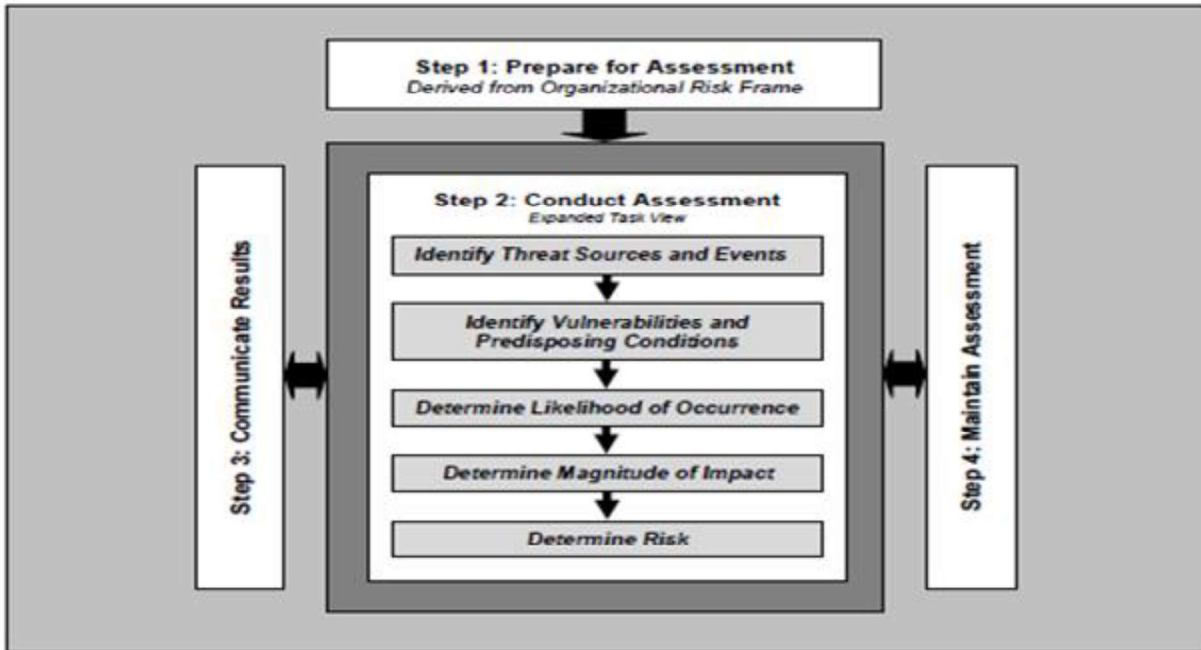 Step 1: Prepare for Assessment
Derived from Organizational Risk Frame
Step 2: Conduct Assessment
Expanded Task View
Identify Threat Sources and Events
Identify Vulnerabilities and
Predisposing Conditions
Determine Likelihood of Occurrence
Determine Magnitude of Impact
Determine Risk
Step 3: Communicate Results
Step 4: Maintain Assessment